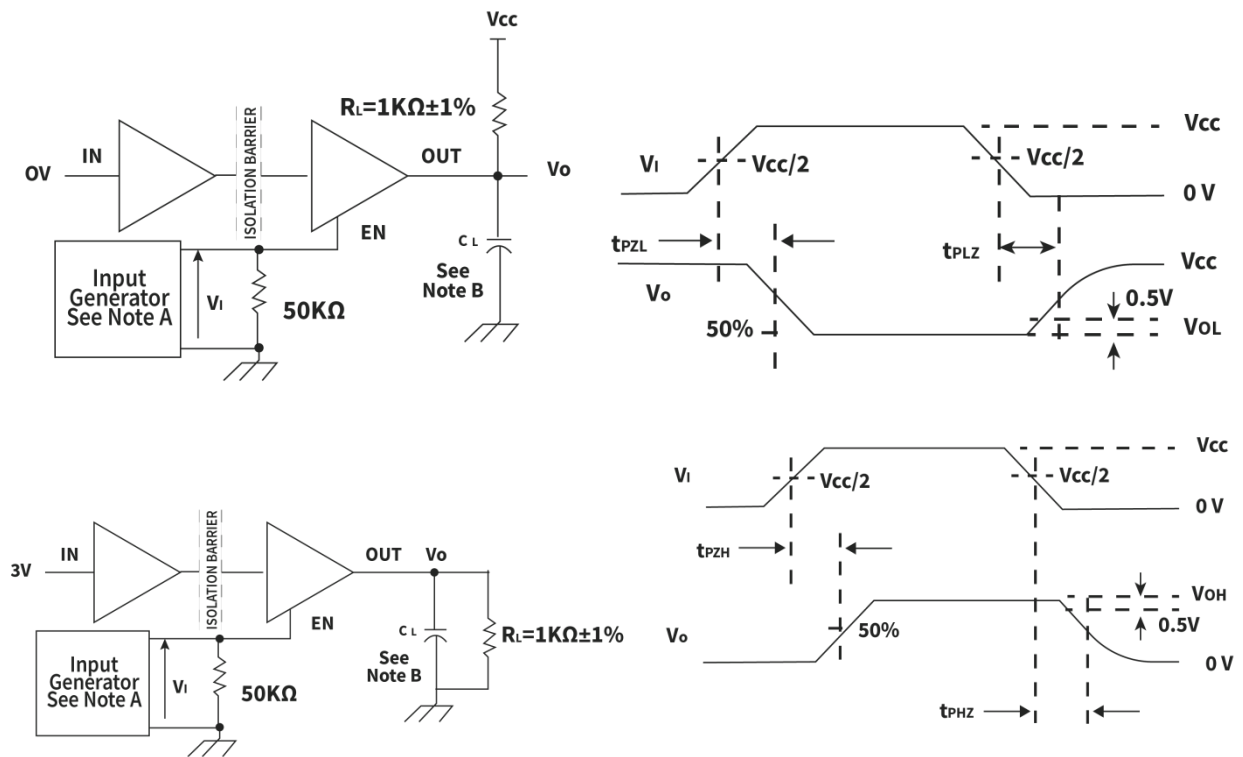 Vcc
RL=1KΩ±1%
ISOLATION BARRIER
IN
OUT
0V
Vo
EN
CL
See
Note B
Input
Generator
See Note A
VI
50KΩ
Vcc
VI
Vcc/2
Vcc/2
0 V
tPZL
tPLZ
Vcc
Vo
0.5V
50%
VOL
ISOLATION BARRIER
IN
OUT
Vo
3V
EN
CL
RL=1KΩ±1%
See
Note B
Input
Generator
See Note A
VI
50KΩ
Vcc
VI
Vcc/2
Vcc/2
0 V
tPZH
VOH
Vo
50%
0.5V
0 V
tPHZ